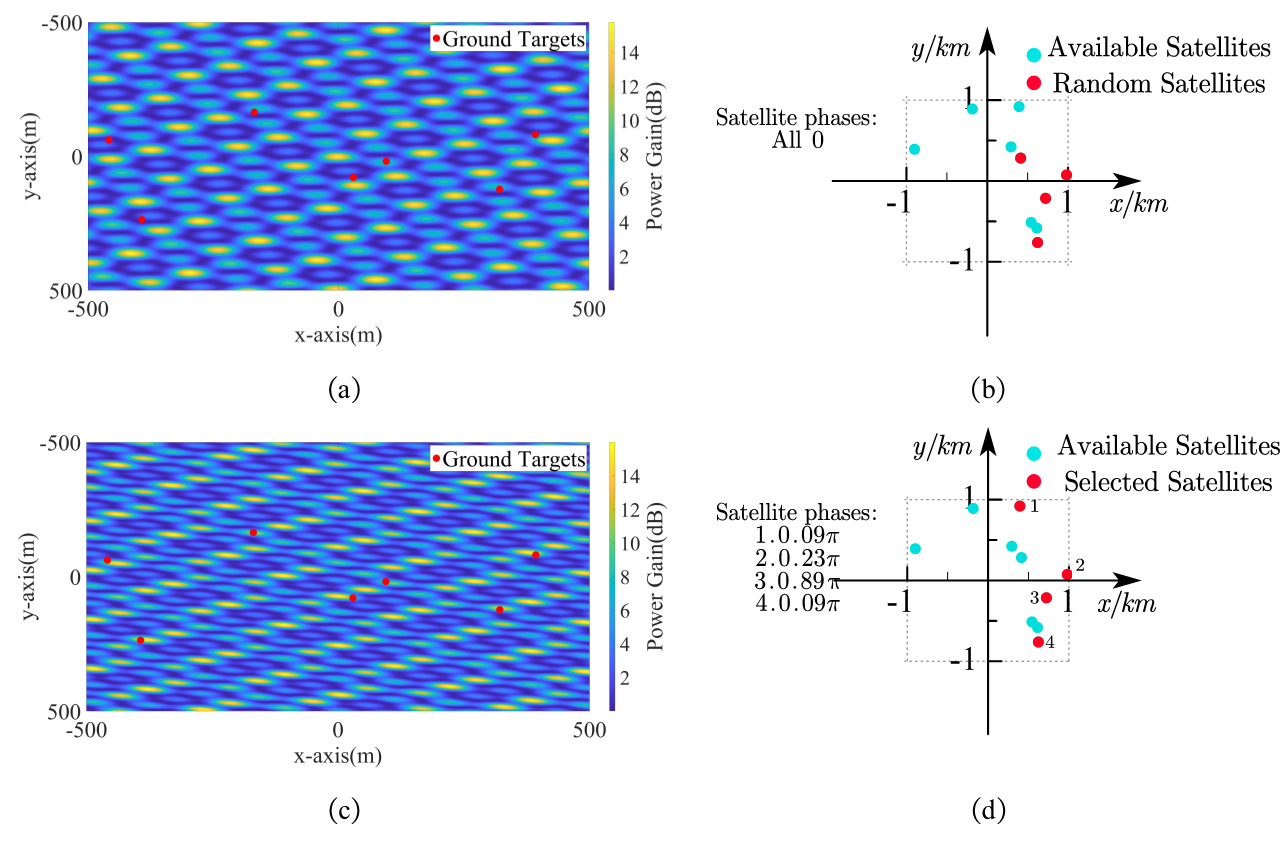 -500
0
500
y-axis(m)
-500
0
500
x-axis(m)
Ground Targets
14
12
10
8
6
4
2
Power Gain(dB)
(a)
y/km
Available Satellites
Random Satellites
Satellite phases:
All 0
1
-1
1
x/km
-1
(b)
-500
0
500
y-axis(m)
-500
0
500
x-axis(m)
Ground Targets
14
12
10
8
6
4
2
Power Gain(dB)
(c)
y/km
Available Satellites
Selected Satellites
Satellite phases:
1.0.09π
2.0.23π
3.0.89π
4.0.09π
1
1
2
3
-1
1
x/km
4
-1
(d)